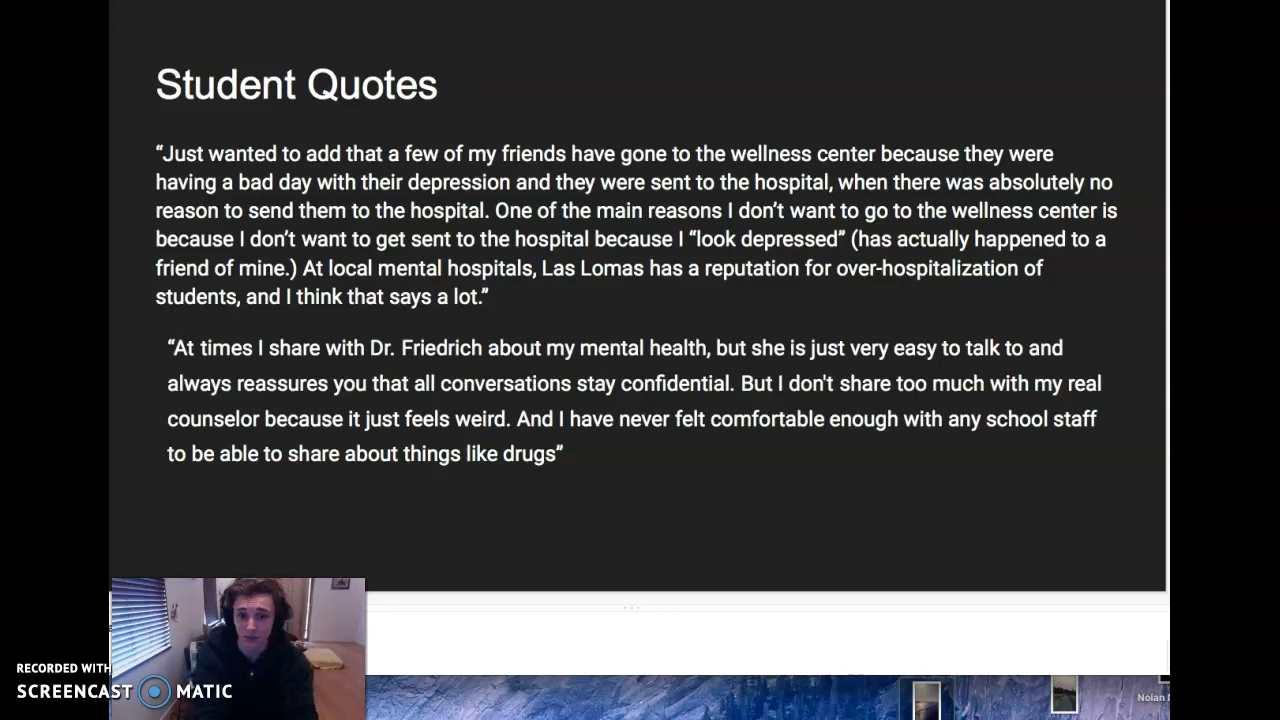 Student Quotes
“Just wanted to add that a few of my friends have gone to the wellness center because they were
having a bad day with their depression and they were sent to the hospital, when there was absolutely no
reason to send them to the hospital. One of the main reasons I don’t want to go to the wellness center is
because I don’t want to get sent to the hospital because I “look depressed” (has actually happened to a
friend of mine.) At local mental hospitals, Las Lomas has a reputation for over-hospitalization of
students, and I think that says a lot.”
“At times I share with Dr. Friedrich about my mental health, but she is just very easy to talk to and
always reassures you that all conversations stay confidential. But I don't share too much with my real
counselor because it just feels weird. And I have never felt comfortable enough with any school staff
to be able to share about things like drugs”
RECORDED WITH
SCREENCAST MATIC
Nolan